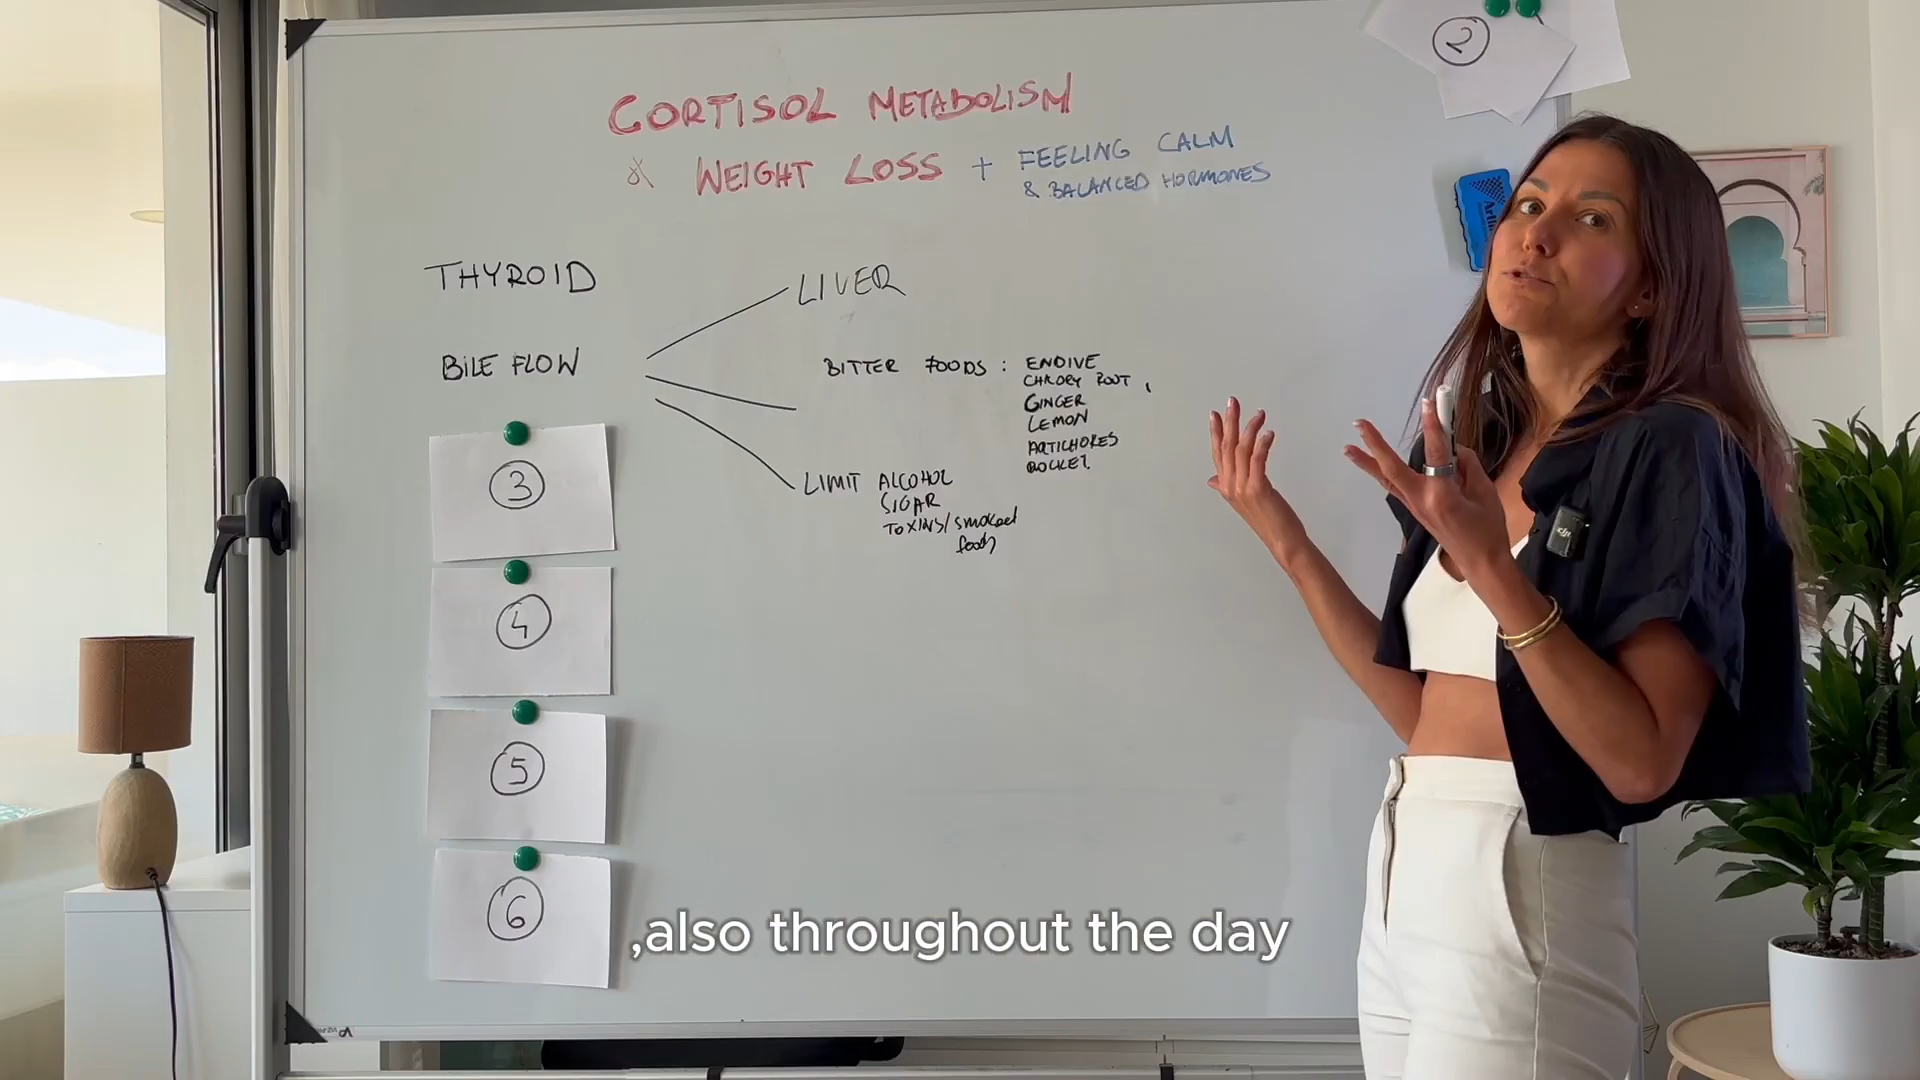 CORTISOL METABOLISM
& WEIGHT LOSS + FEELING CALM
& BALANCED HORMONES
2
THYROID
LIVER
BILE FLOW
BITTER FOODS : ENDIVE
CHICORY ROOT,
GINGER
LEMON
ARTICHOKES
ROCKET.
LIMIT ALCOHOL
SUGAR
TOXINS/smoked
foods
3
4
5
6
,also throughout the day